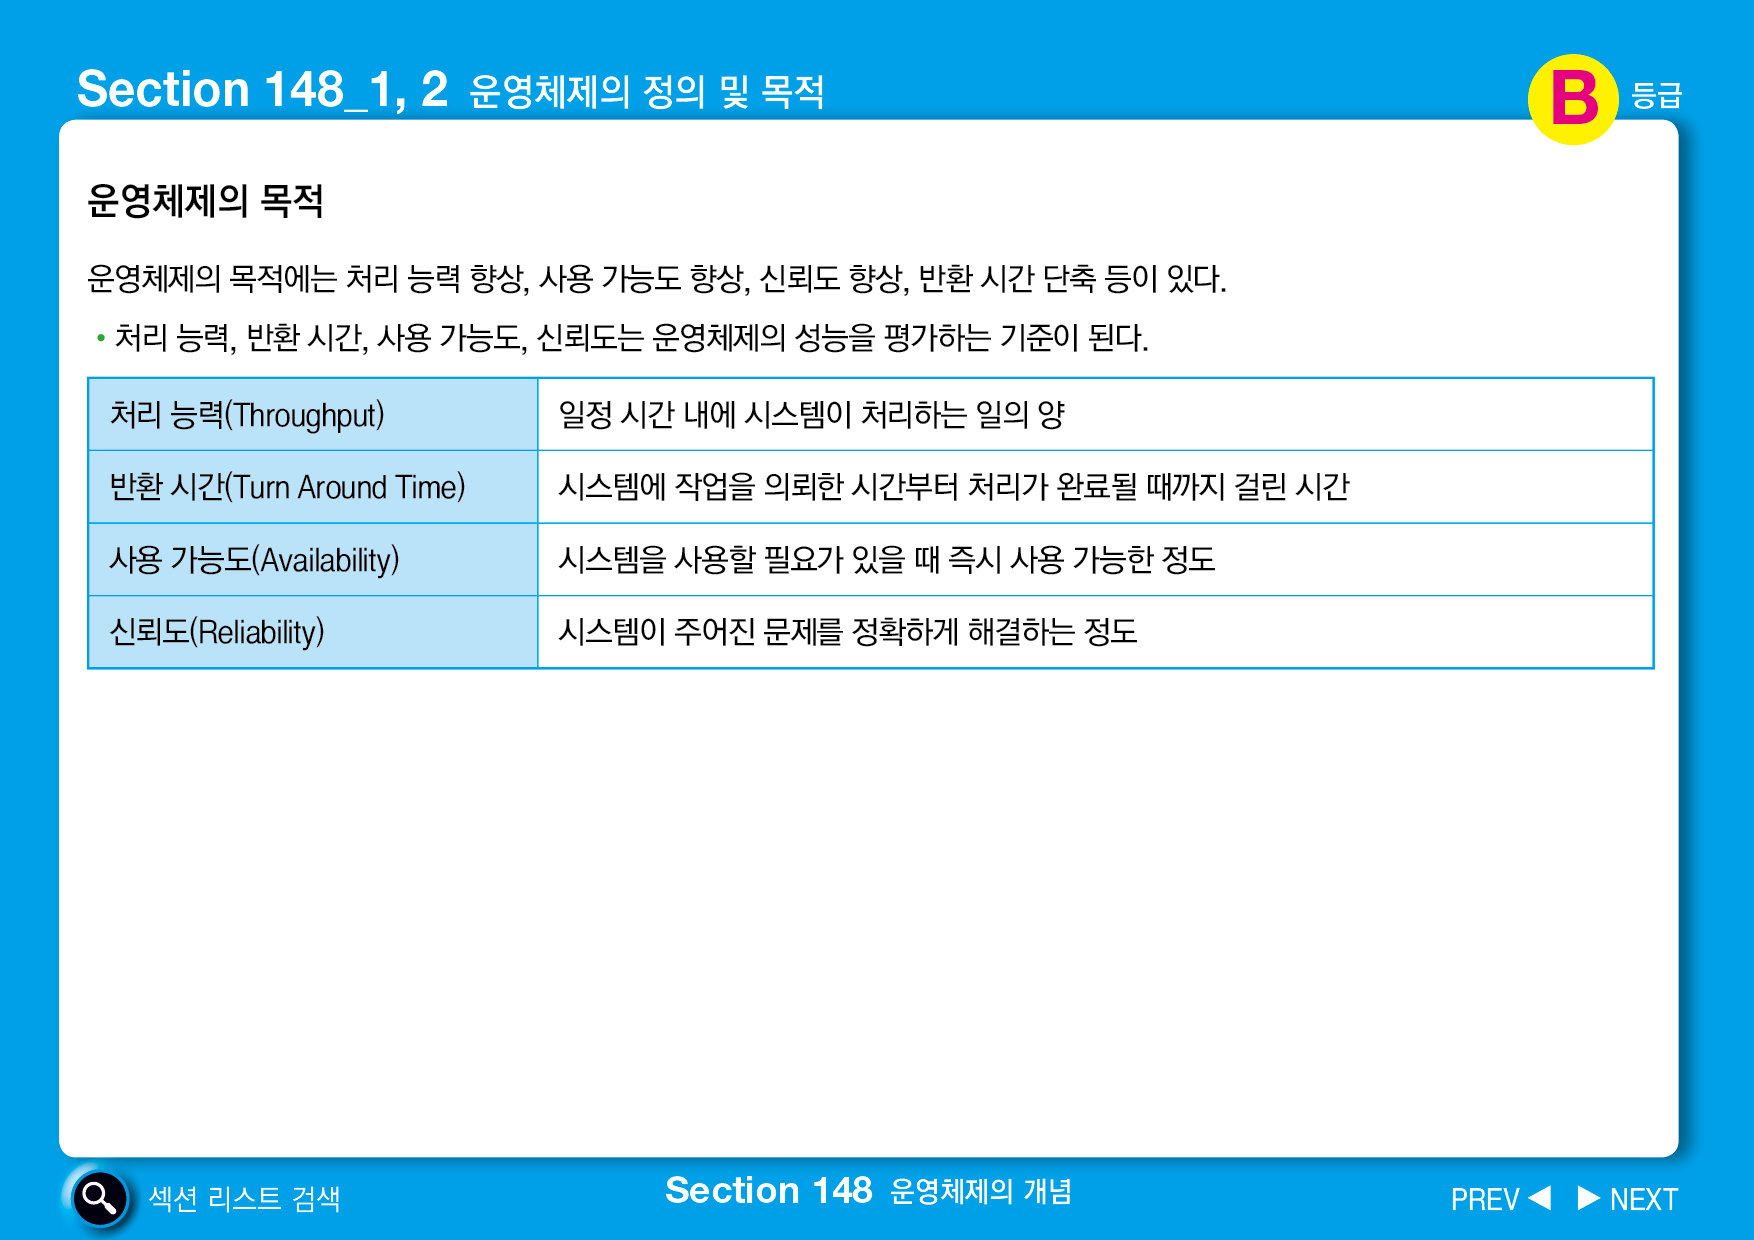 Section 148_1, 2 운영체제의 정의 및 목적
B 등급
운영체제의 목적
운영체제의 목적에는 처리 능력 향상, 사용 가능도 향상, 신뢰도 향상, 반환 시간 단축 등이 있다.
• 처리 능력, 반환 시간, 사용 가능도, 신뢰도는 운영체제의 성능을 평가하는 기준이 된다.
처리 능력(Throughput) 일정 시간 내에 시스템이 처리하는 일의 양
반환 시간(Turn Around Time) 시스템에 작업을 의뢰한 시간부터 처리가 완료될 때까지 걸린 시간
사용 가능도(Availability) 시스템을 사용할 필요가 있을 때 즉시 사용 가능한 정도
신뢰도(Reliability) 시스템이 주어진 문제를 정확하게 해결하는 정도
섹션 리스트 검색
Section 148 운영체제의 개념
PREV ◀ ▶ NEXT